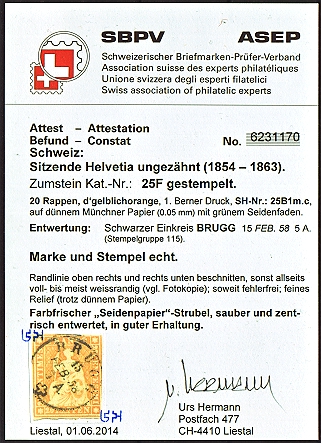 SBPV ASEP
Schweizerischer Briefmarken-Prüfer-Verband
Association suisse des experts philatéliques
Unione svizzera degli esperti filatelici
Swiss association of philatelic experts
Attest – Attestation
Befund – Constat No. 6231170
Schweiz:
Sitzende Helvetia ungezähnt (1854 – 1863).
Zumstein Kat.-Nr.: 25F gestempelt.
20 Rappen, d'gelblichorange, 1. Berner Druck, SH-Nr.: 25B1m.c,
auf dünnem Münchner Papier (0.05 mm) mit grünem Seidenfaden.
Entwertung: Schwarzer Einkreis BRUGG 15 FEB. 58 5 A.
(Stempelgruppe 115).
Marke und Stempel echt.
Randlinie oben rechts und rechts unten beschnitten, sonst allseits
voll- bis meist weissrandig (vgl. Fotokopie); soweit fehlerfrei; feines
Relief (trotz dünnem Papier).
Farbfrischer „Seidenpapier"-Strubel, sauber und zent-
risch entwertet, in guter Erhaltung.
BRUGG
Urs Hermann
Postfach 477
Liestal, 01.06.2014 CH-4410 Liestal